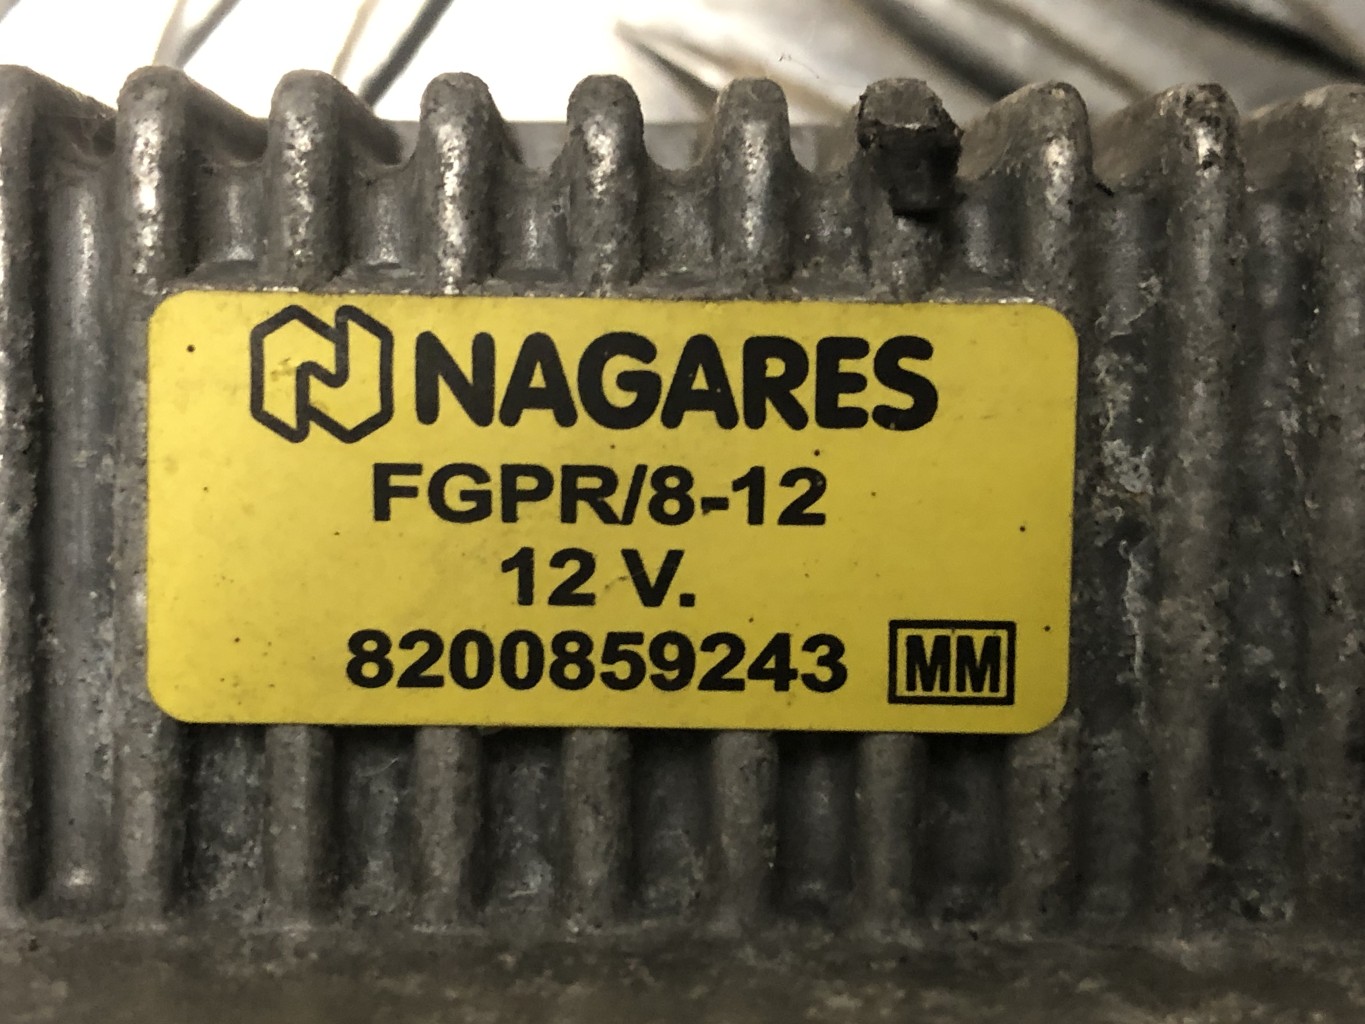 NAGARES
FGPR/8-12
12 V.
8200859243 MM